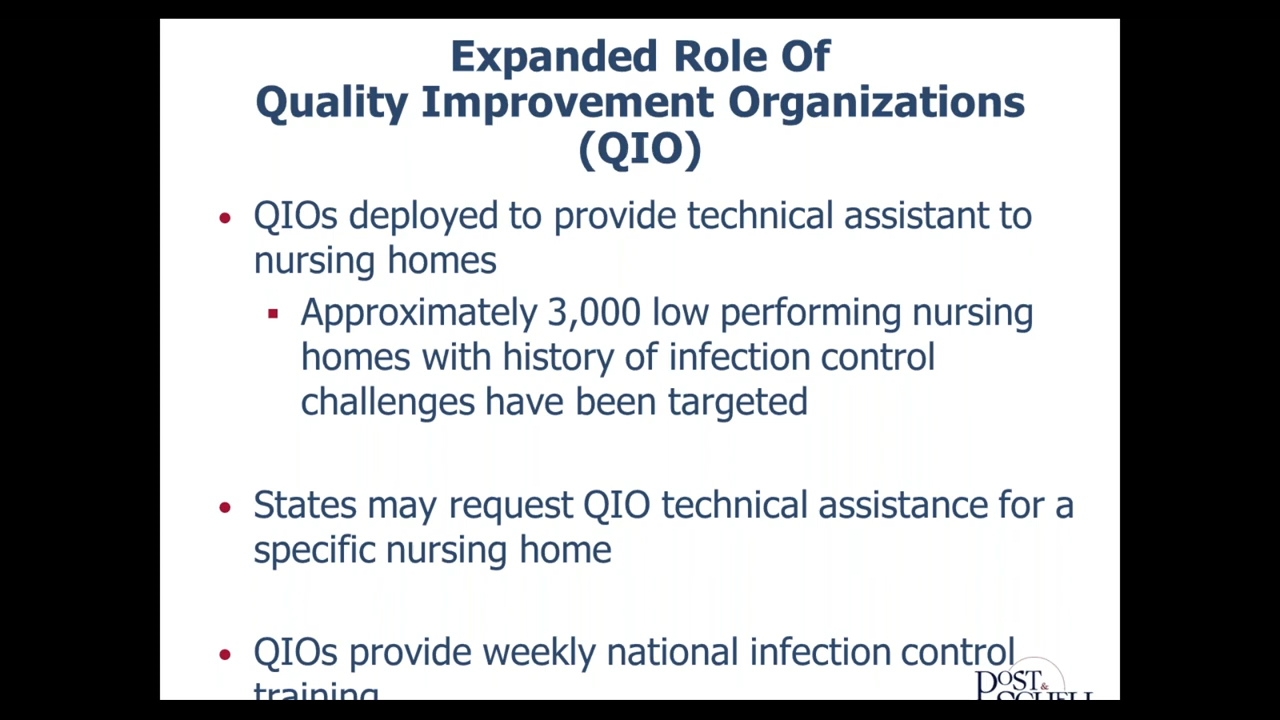 Expanded Role Of
Quality Improvement Organizations
(QIO)
QIOs deployed to provide technical assistant to
nursing homes
Approximately 3,000 low performing nursing
homes with history of infection control
challenges have been targeted
States may request QIO technical assistance for a
specific nursing home
QIOs provide weekly national infection control
training
POST &
SCHELL